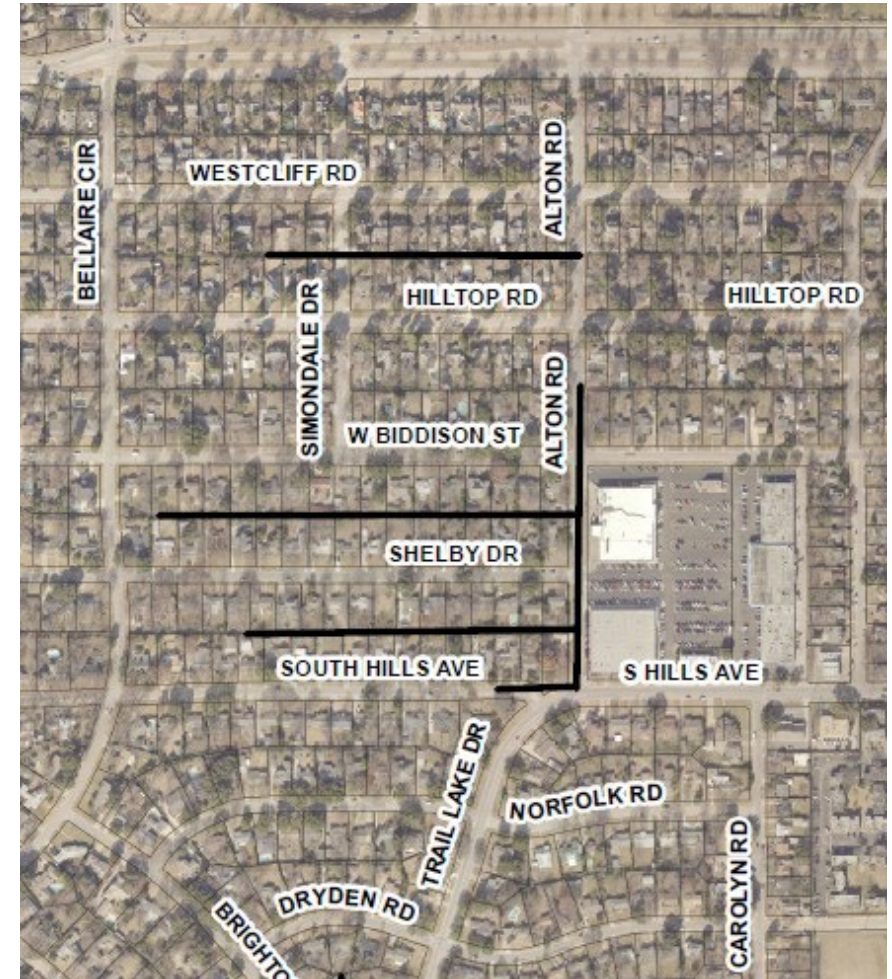 WESTCLIFF RD
ALTON RD
BELLAIRE CIR
HILLTOP RD
HILLTOP RD
SIMONDALE DR
ALTON RD
W BIDDISON ST
SHELBY DR
SOUTH HILLS AVE
S HILLS AVE
TRAIL LAKE DR
NORFOLK RD
CAROLYN RD
DRYDEN RD
BRIGHTO